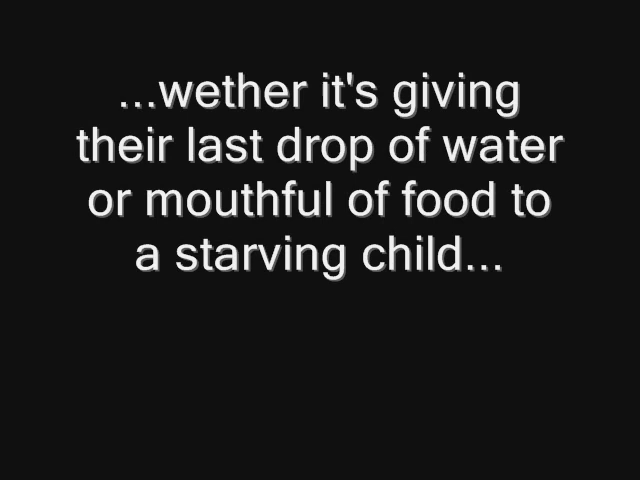 ...wether it's giving
their last drop of water
or mouthful of food to
a starving child...